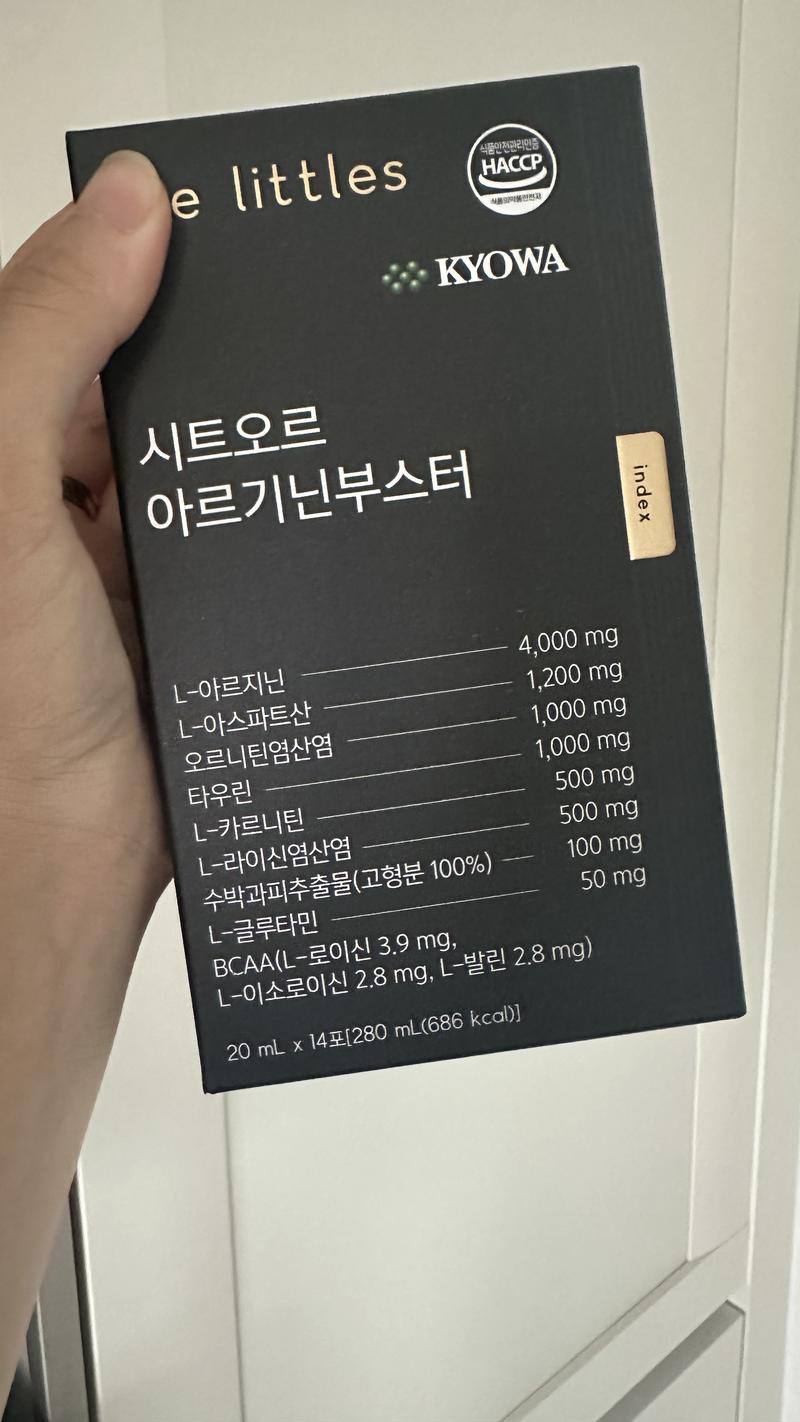 e littles
식품안전관리인증
HACCP
식품의약품안전처
KYOWA
시트오르
아르기닌부스터
index
L-아르지닌 4,000 mg
L-아스파트산 1,200 mg
오르니틴염산염 1,000 mg
타우린 1,000 mg
L-카르니틴 500 mg
L-라이신염산염 500 mg
수박과피추출물(고형분 100%) 100 mg
L-글루타민 50 mg
BCAA(L-로이신 3.9 mg,
L-이소로이신 2.8 mg, L-발린 2.8 mg)
20 mL x 14포[280 mL(686 kcal)]